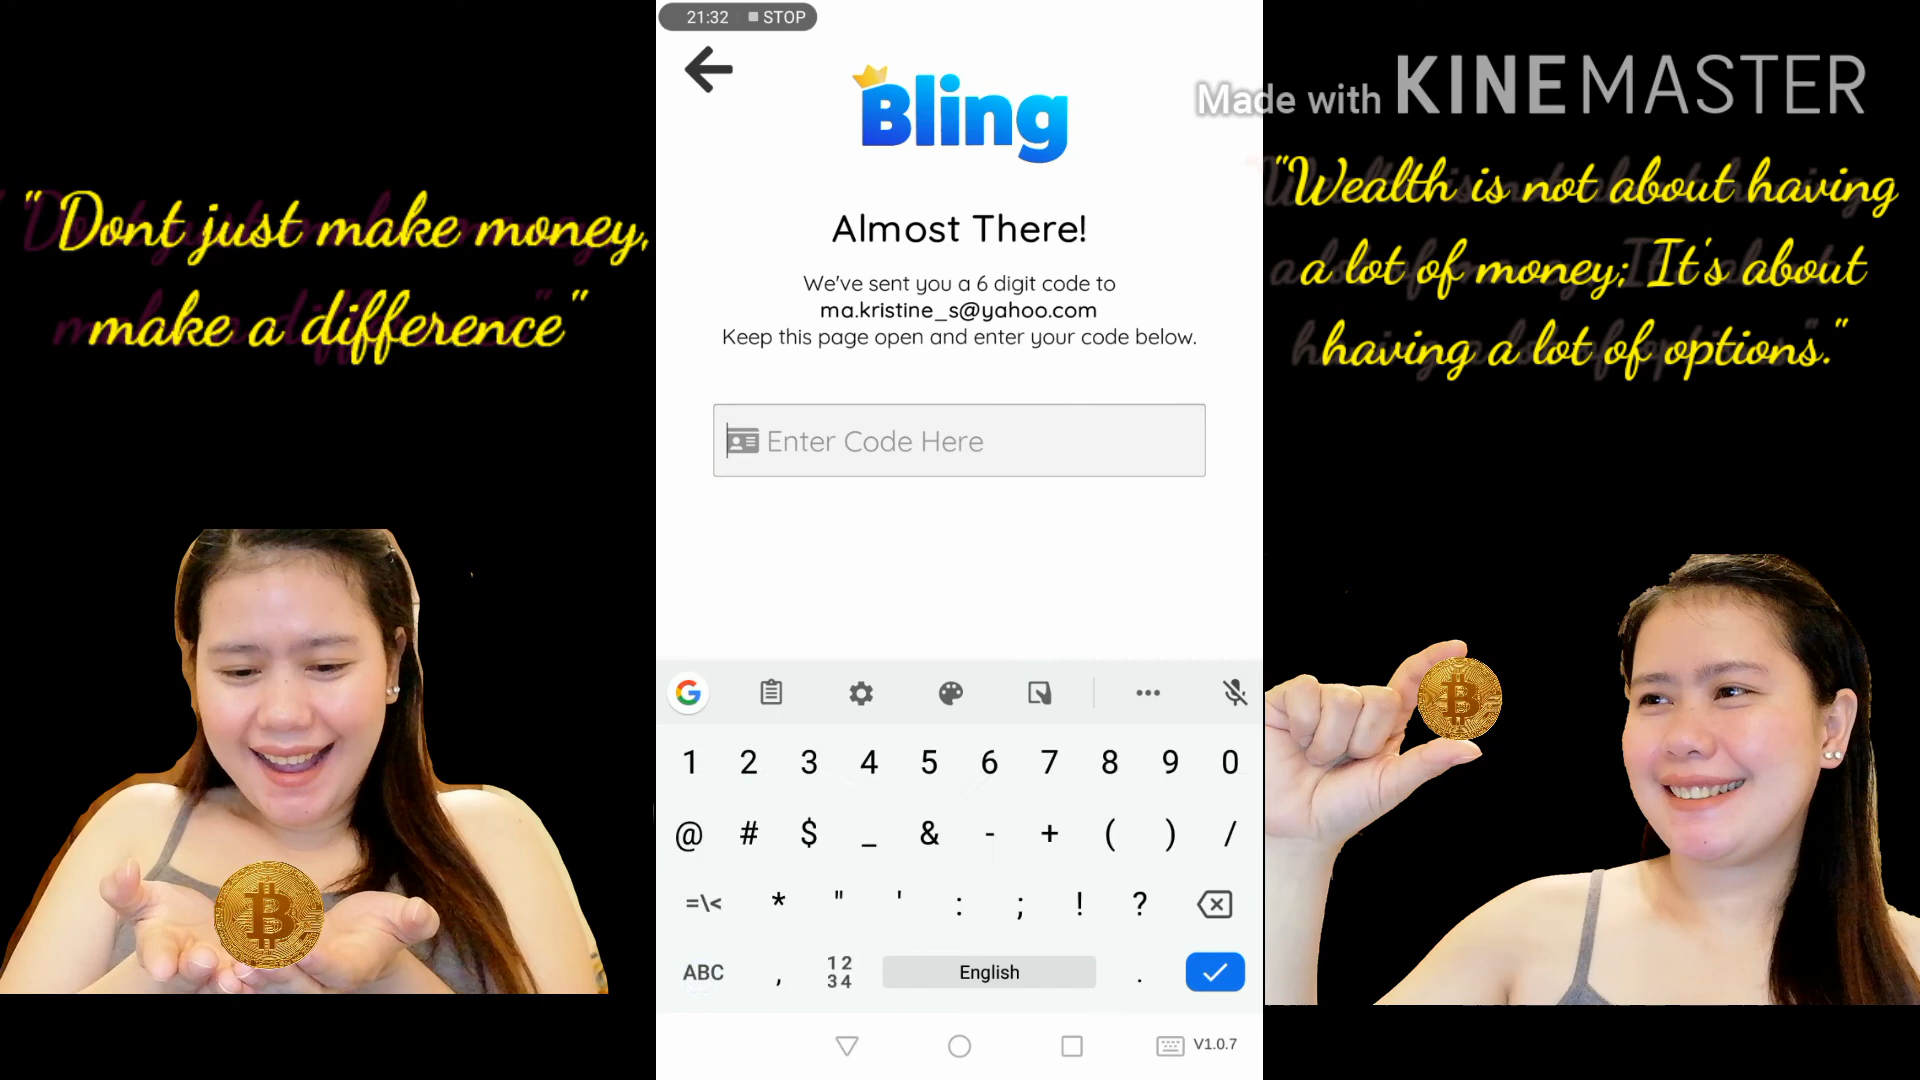 21:32 STOP
Bling
Made with KINEMASTER
"Dont just make money,
make a difference"
"Wealth is not about having
a lot of money; It's about
having a lot of options."
Almost There!
We've sent you a 6 digit code to
ma.kristine_s@yahoo.com
Keep this page open and enter your code below.
Enter Code Here
1 2 3 4 5 6 7 8 9 0
@ # $ _ & - + ( ) /
=\< * " ' : ; ! ?
ABC , 12 34 English .
V1.0.7